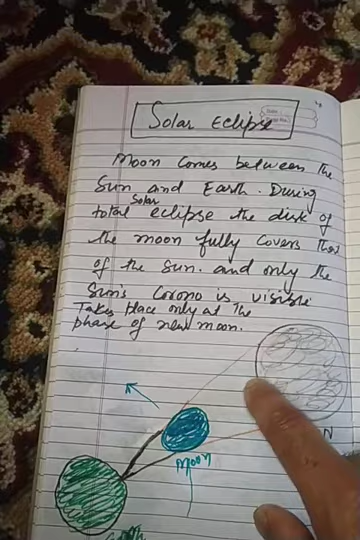 Solar Eclipse
Moon comes between the
Sun and Earth. During
total Solar eclipse the disk of
the moon fully covers that
of the Sun. and only the
Sun's Corono is visible
Takes place only at the
phase of new moon.
Moon